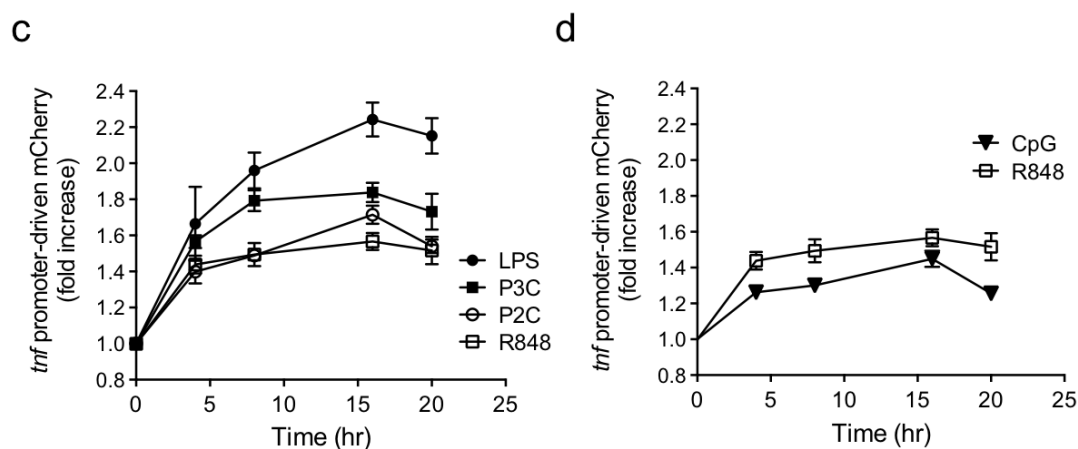 c
tnf promoter-driven mCherry
(fold increase)
2.4
2.2
2.0
1.8
1.6
1.4
1.2
1.0
0.8
0
5
10
15
20
25
Time (hr)
LPS
P3C
P2C
R848
d
tnf promoter-driven mCherry
(fold increase)
2.4
2.2
2.0
1.8
1.6
1.4
1.2
1.0
0.8
0
5
10
15
20
25
Time (hr)
CpG
R848